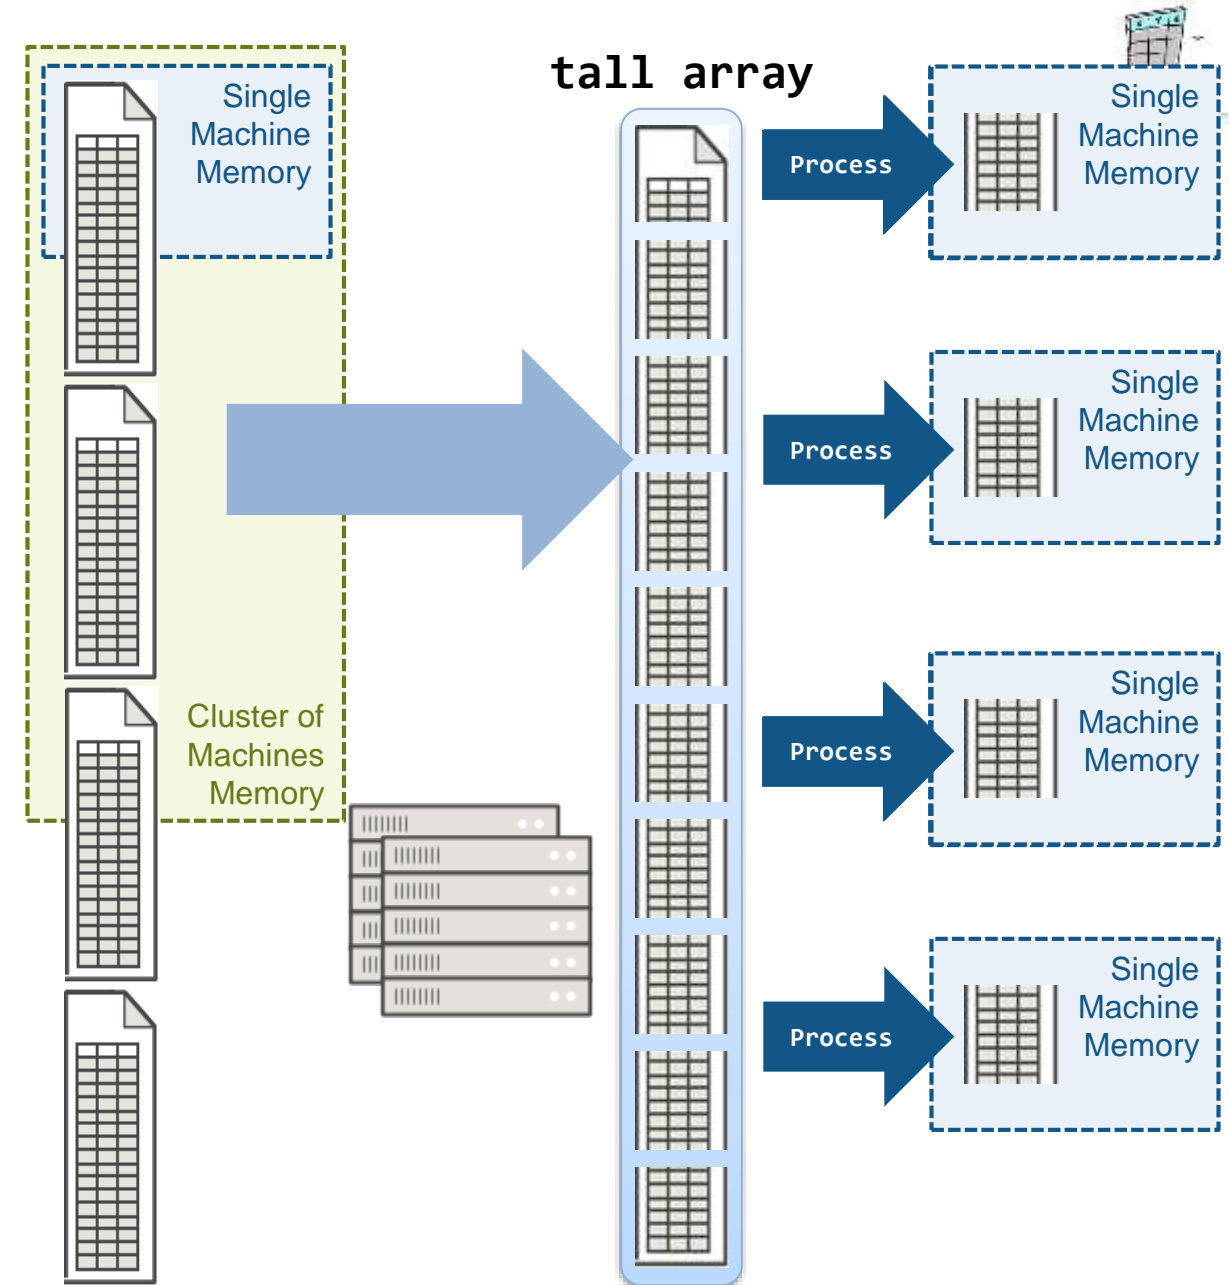 Single
Machine
Memory
Cluster of
Machines
Memory
tall array
Process
Single
Machine
Memory
Process
Single
Machine
Memory
Process
Single
Machine
Memory
Process
Single
Machine
Memory